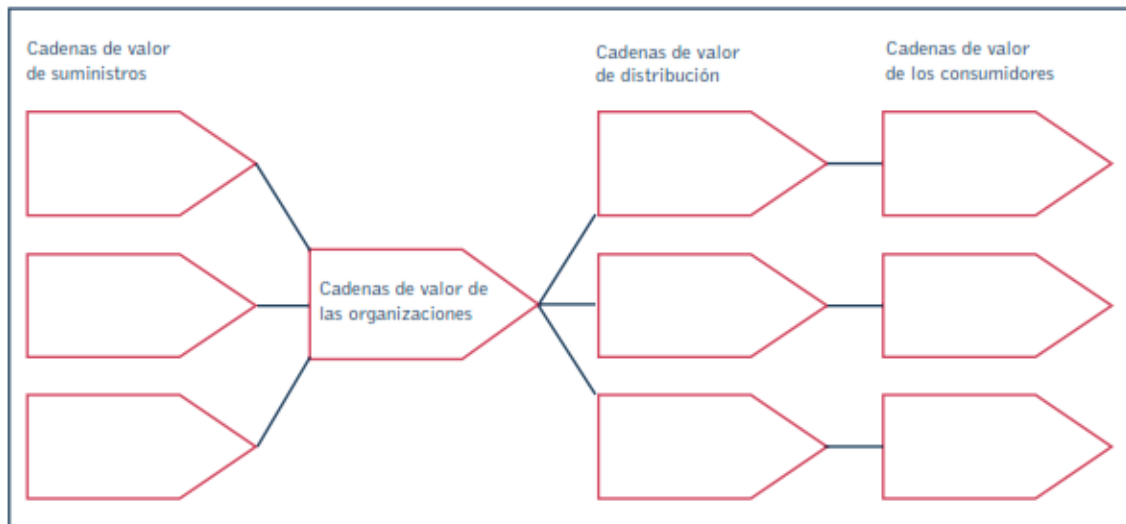 Cadenas de valor
de suministros
Cadenas de valor
de distribución
Cadenas de valor
de los consumidores
Cadenas de valor de
las organizaciones